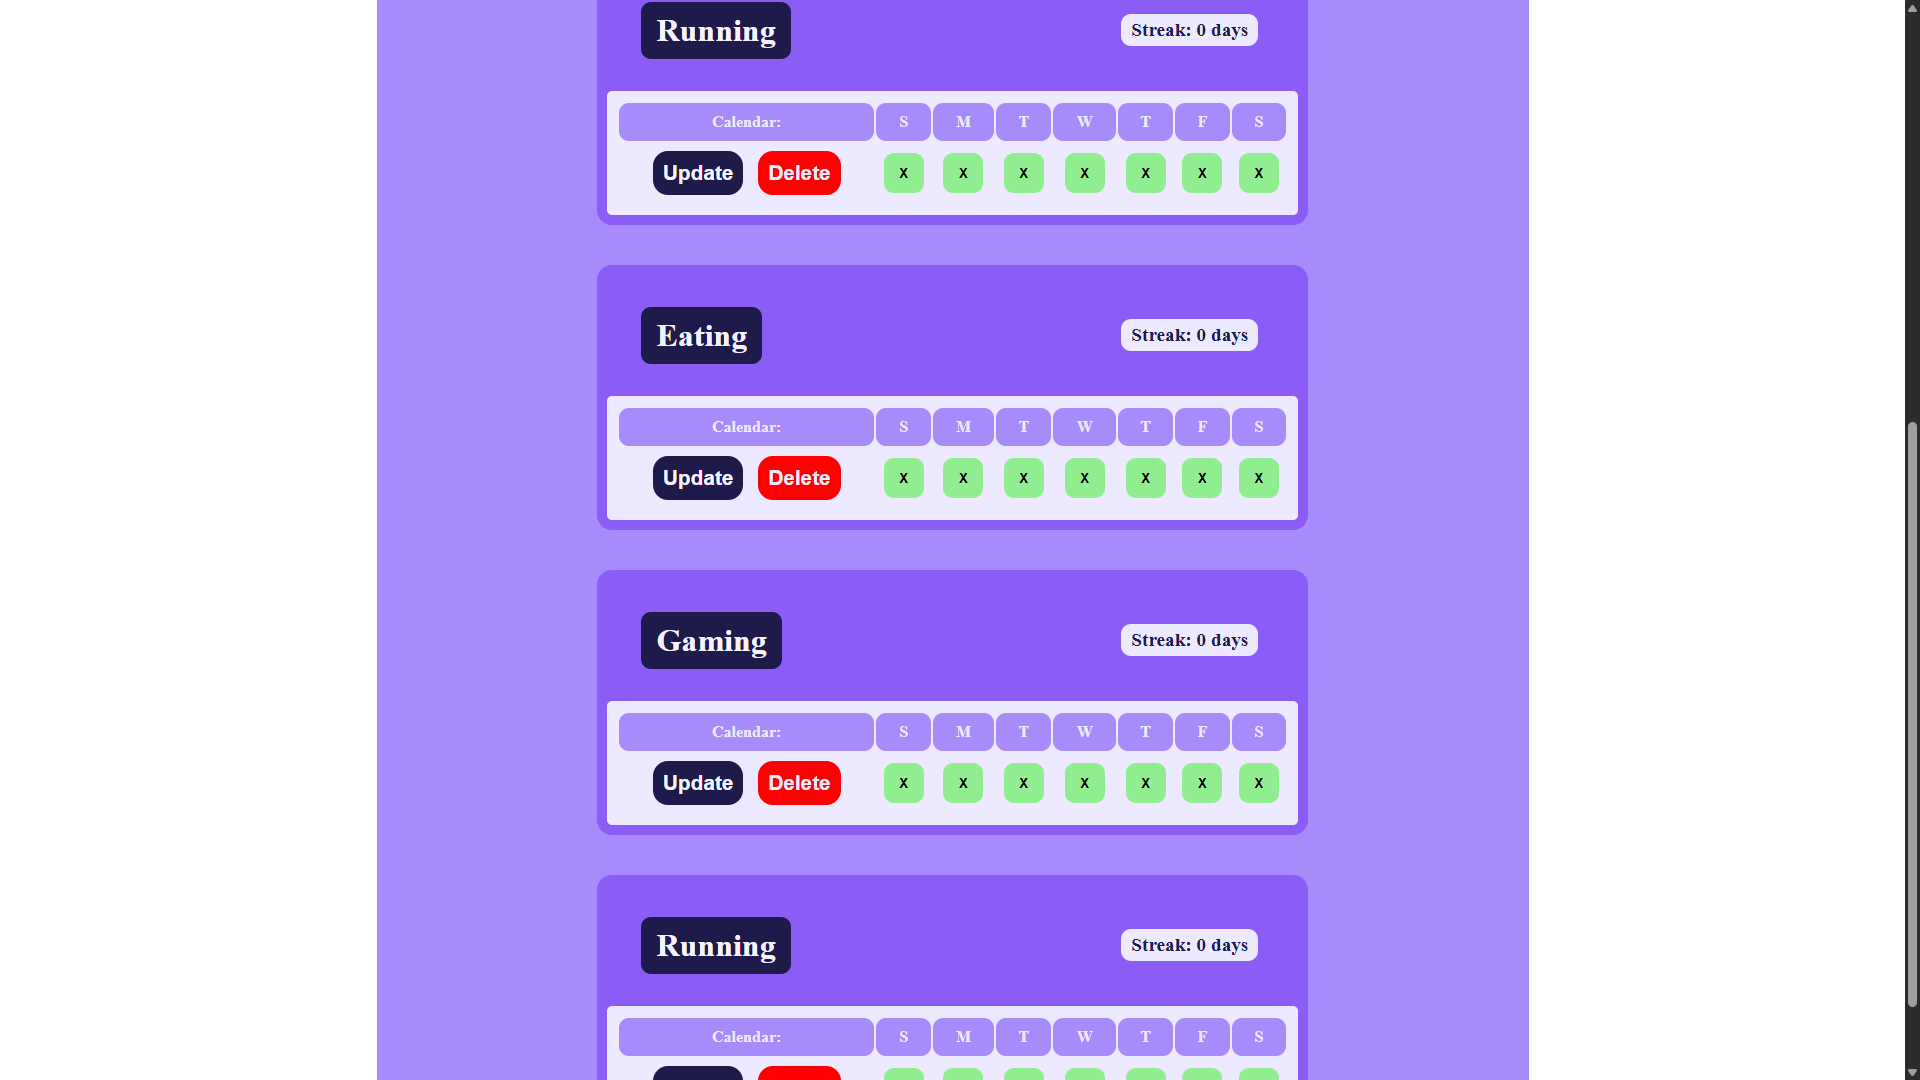 Running Streak: 0 days
Calendar: S M T W T F S
Update Delete X X X X X X X
Eating Streak: 0 days
Calendar: S M T W T F S
Update Delete X X X X X X X
Gaming Streak: 0 days
Calendar: S M T W T F S
Update Delete X X X X X X X
Running Streak: 0 days
Calendar: S M T W T F S